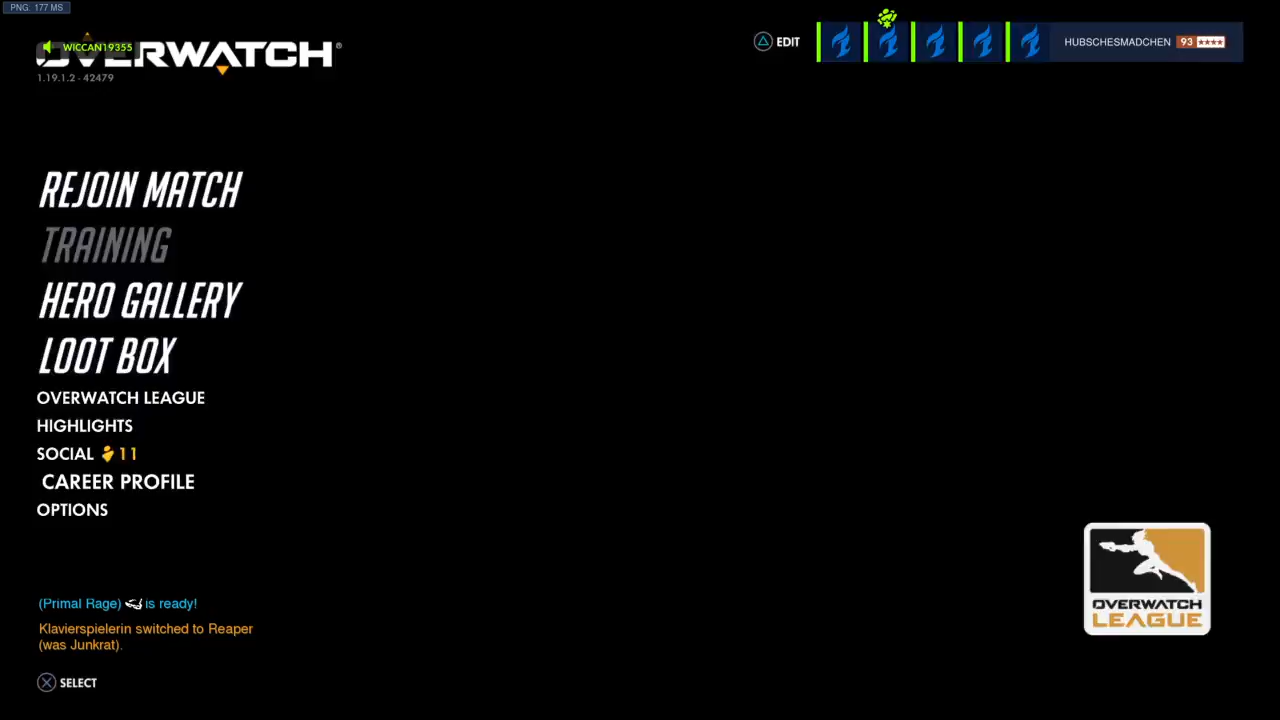 PNG: 177 MS
WICCAN19355
OVERWATCH®
1.19.1.2 - 42479
EDIT
HUBSCHESMADCHEN 93
REJOIN MATCH
TRAINING
HERO GALLERY
LOOT BOX
OVERWATCH LEAGUE
HIGHLIGHTS
SOCIAL 11
CAREER PROFILE
OPTIONS
(Primal Rage) is ready!
Klavierspielerin switched to Reaper
(was Junkrat).
SELECT
OVERWATCH
LEAGUE